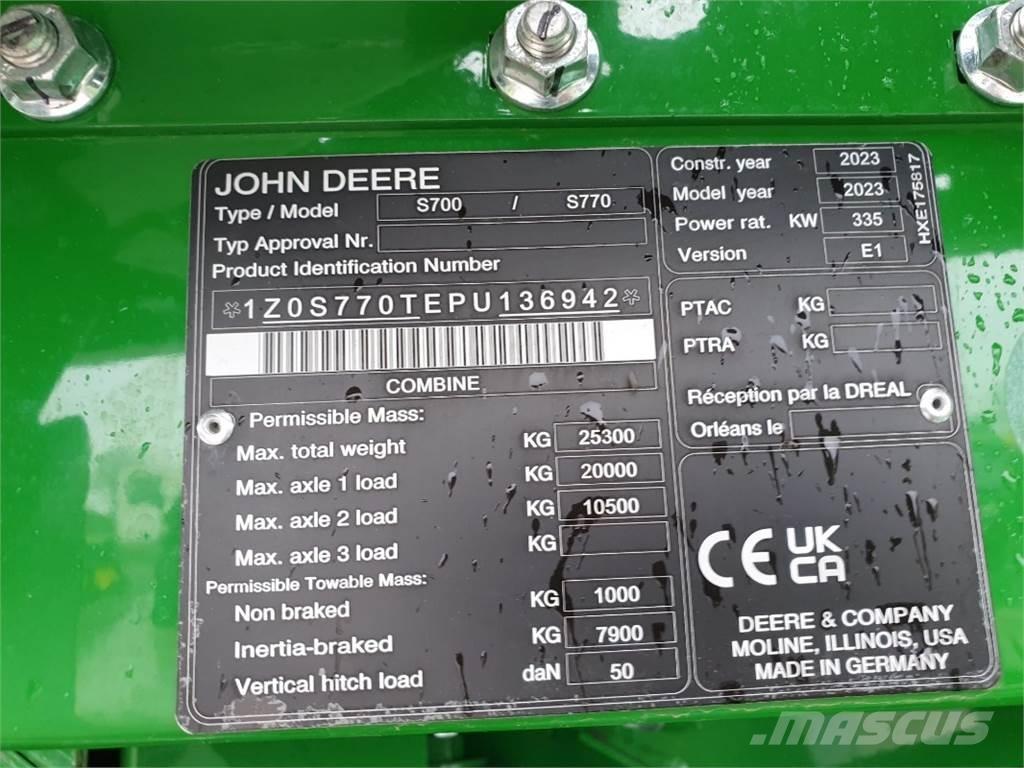 JOHN DEERE
Type / Model S700 / S770
Typ Approval Nr.
Product Identification Number
*1Z0S770TEPU136942*
COMBINE
Permissible Mass:
Max. total weight KG 25300
Max. axle 1 load KG 20000
Max. axle 2 load KG 10500
Max. axle 3 load KG
Permissible Towable Mass:
Non braked KG 1000
Inertia-braked KG 7900
Vertical hitch load daN 50
Constr. year 2023
Model year 2023
Power rat. KW 335
Version E1
HXE175817
PTAC KG
PTRA KG
Réception par la DREAL
Orléans le
CE UK
CA
DEERE & COMPANY
MOLINE, ILLINOIS, USA
MADE IN GERMANY
MASCUS